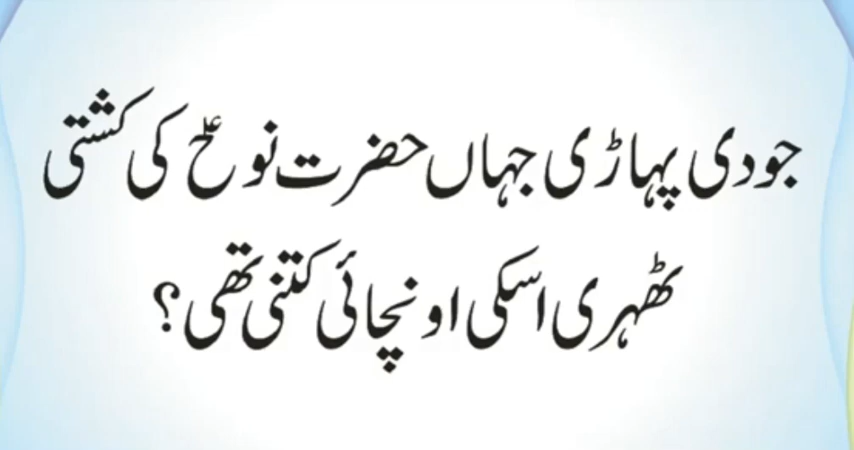 جودی پہاڑی جہاں حضرت نوحؑ کی کشتی
ٹھہری اسکی اونچائی کتنی تھی؟